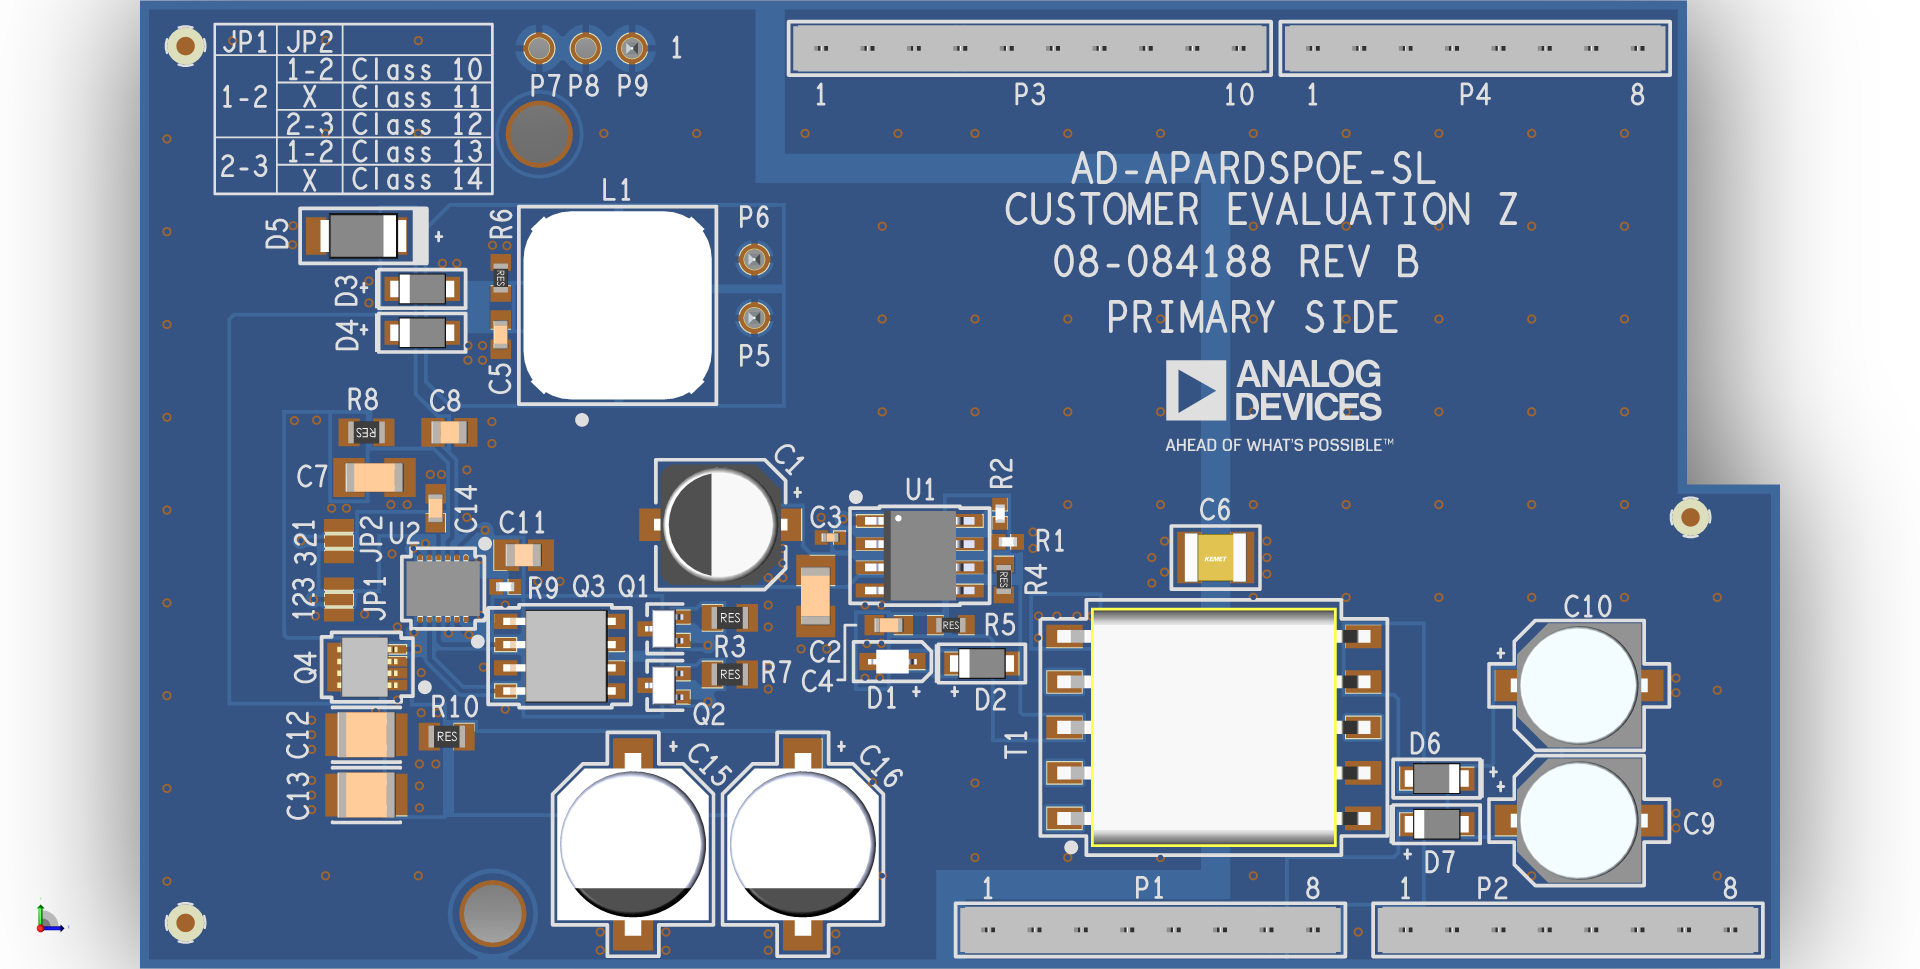 JP1 JP2
1-2 Class 10
1-2 X Class 11
2-3 Class 12
2-3 1-2 Class 13
X Class 14
P7 P8 P9 1
1 P3 10
1 P4 8
AD-APARDSPOE-SL
CUSTOMER EVALUATION Z
08-084188 REV B
PRIMARY SIDE
ANALOG
DEVICES
AHEAD OF WHAT'S POSSIBLE™
L1
D5 +
R6
RES
P6
D3 +
D4 +
C5
P5
R8
RES
C8
C7
C14
C1 +
R2
U1
C3
R1
R4
RES
C6
KEMET
321 JP2
U2
C11
123 JP1
R9 Q3 Q1
RES
R3
RES
R7
Q2
RES
R5
C2
C4
D1 +
D2 +
Q4
R10
RES
C12
C13
+ C15
+ C16
T1
C10
+
D6 +
+
C9
D7 +
1 P1 8
1 P2 8